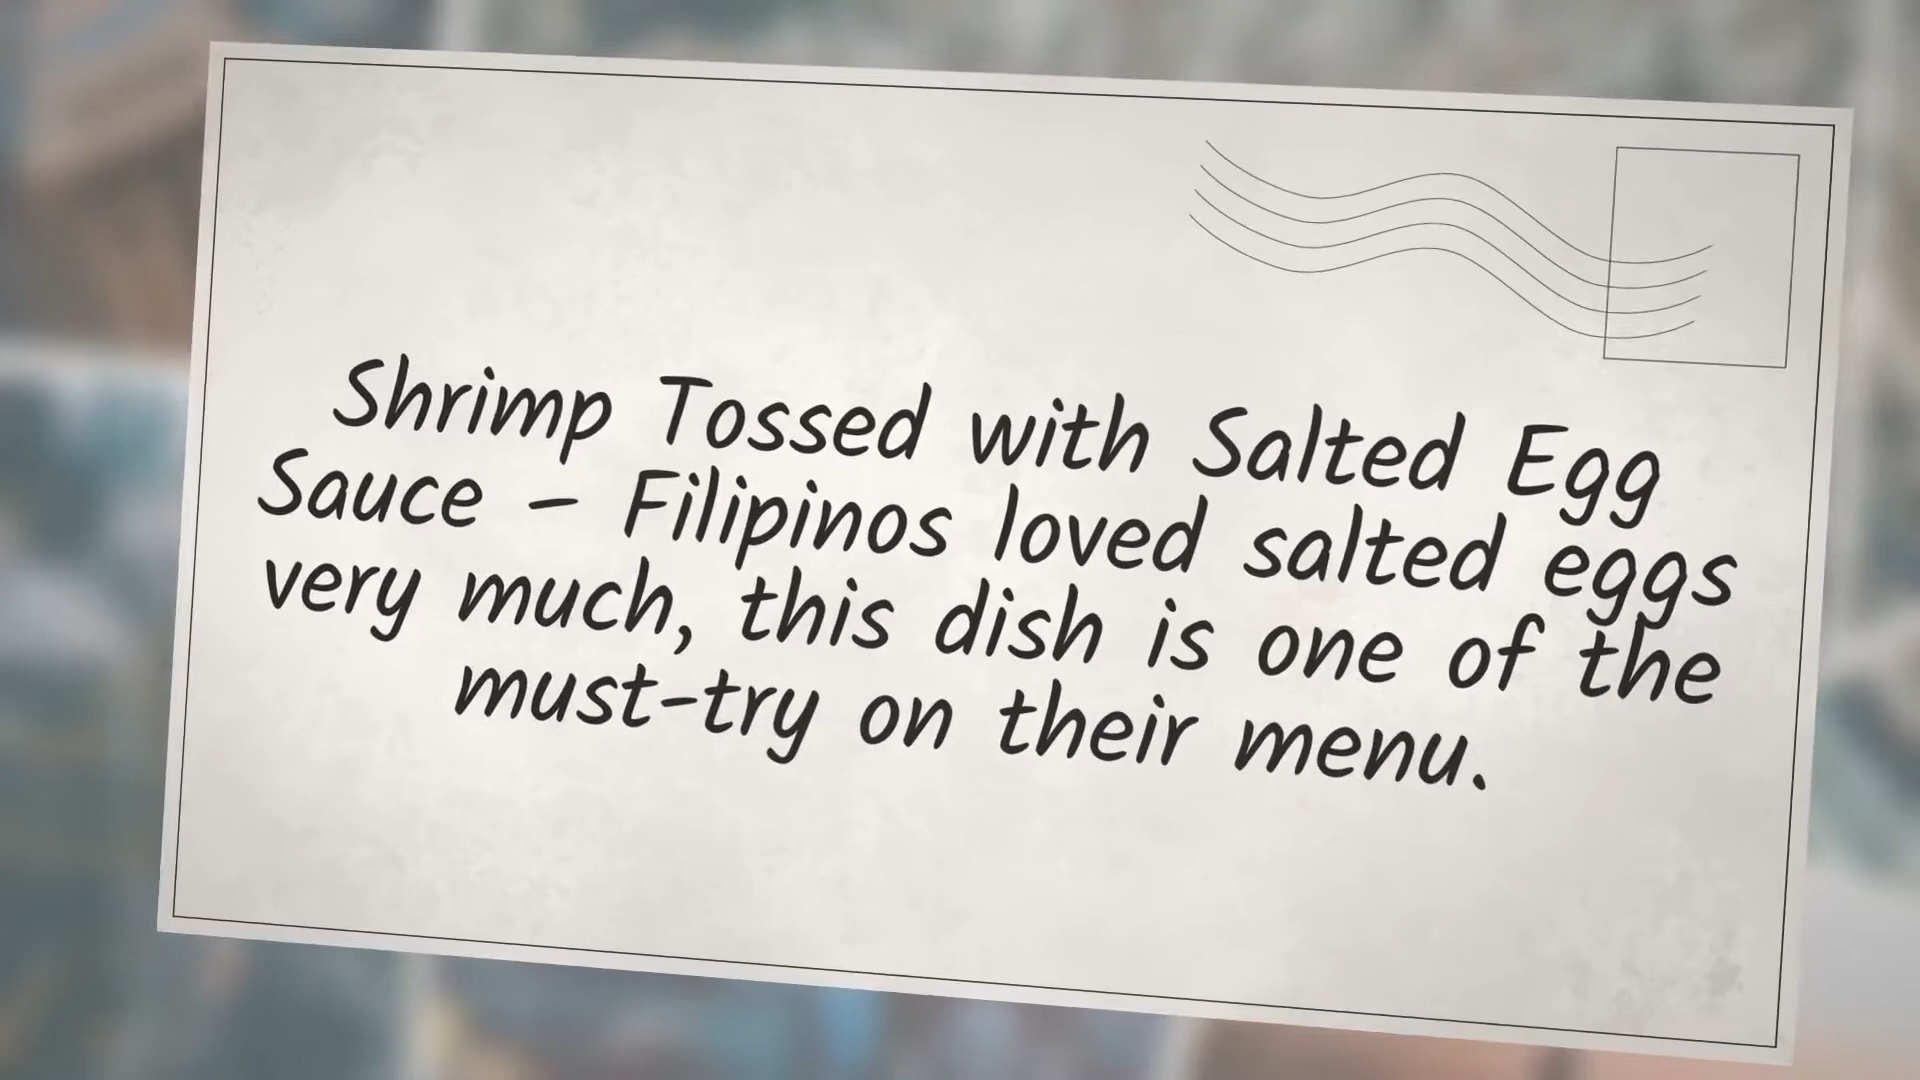 Shrimp Tossed with Salted Egg
Sauce – Filipinos loved salted eggs
very much, this dish is one of the
must-try on their menu.